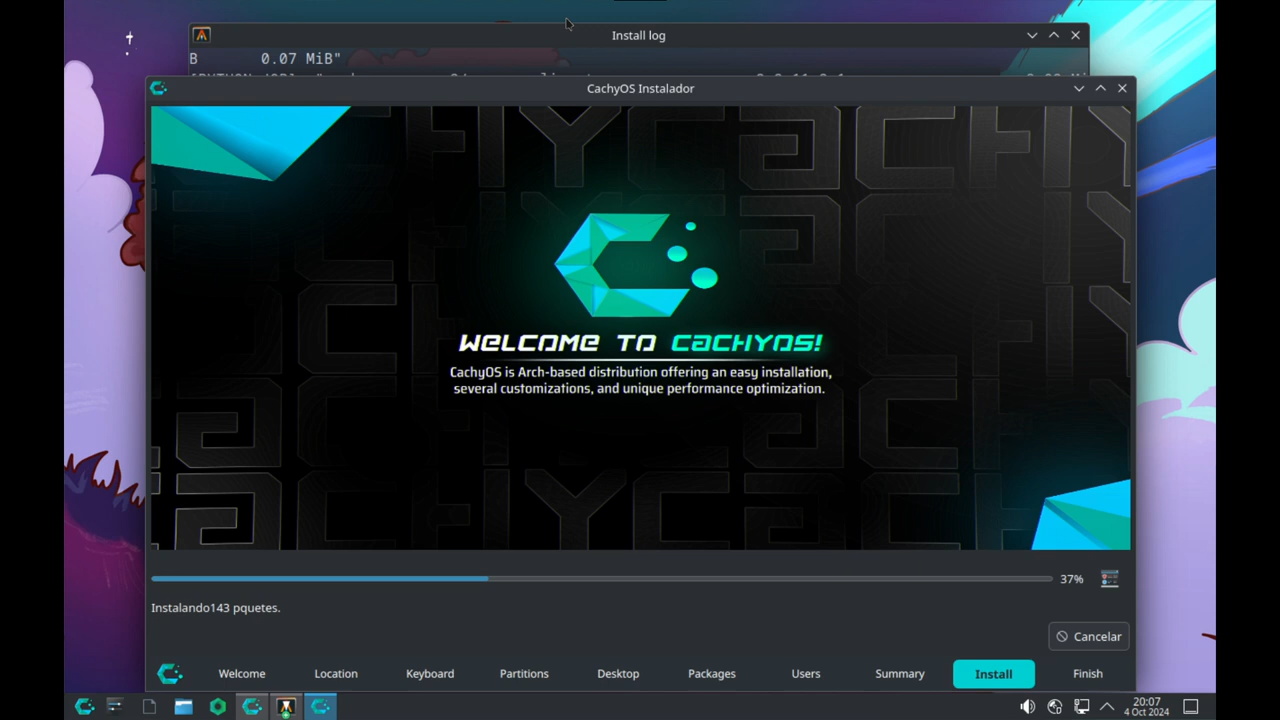 Install log
B 0.07 MiB"
CachyOS Instalador
WELCOME TO CACHYOS!
CachyOS is Arch-based distribution offering an easy installation,
several customizations, and unique performance optimization.
37%
Instalando143 pquetes.
Cancelar
Welcome Location Keyboard Partitions Desktop Packages Users Summary Install Finish
20:07
4 Oct 2024